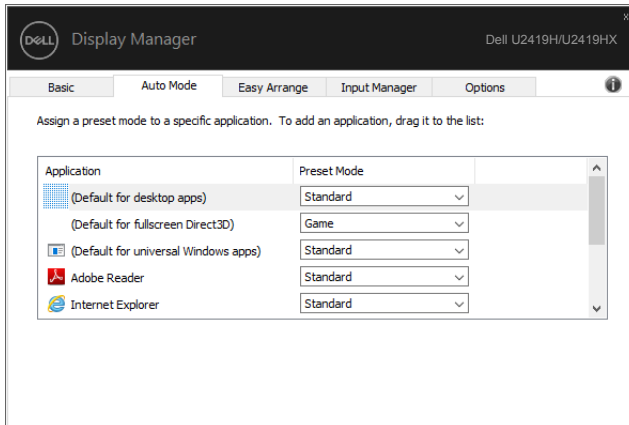 DELL Display Manager
Dell U2419H/U2419HX
Basic Auto Mode Easy Arrange Input Manager Options
Assign a preset mode to a specific application. To add an application, drag it to the list:
Application Preset Mode
(Default for desktop apps) Standard
(Default for fullscreen Direct3D) Game
(Default for universal Windows apps) Standard
Adobe Reader Standard
Internet Explorer Standard